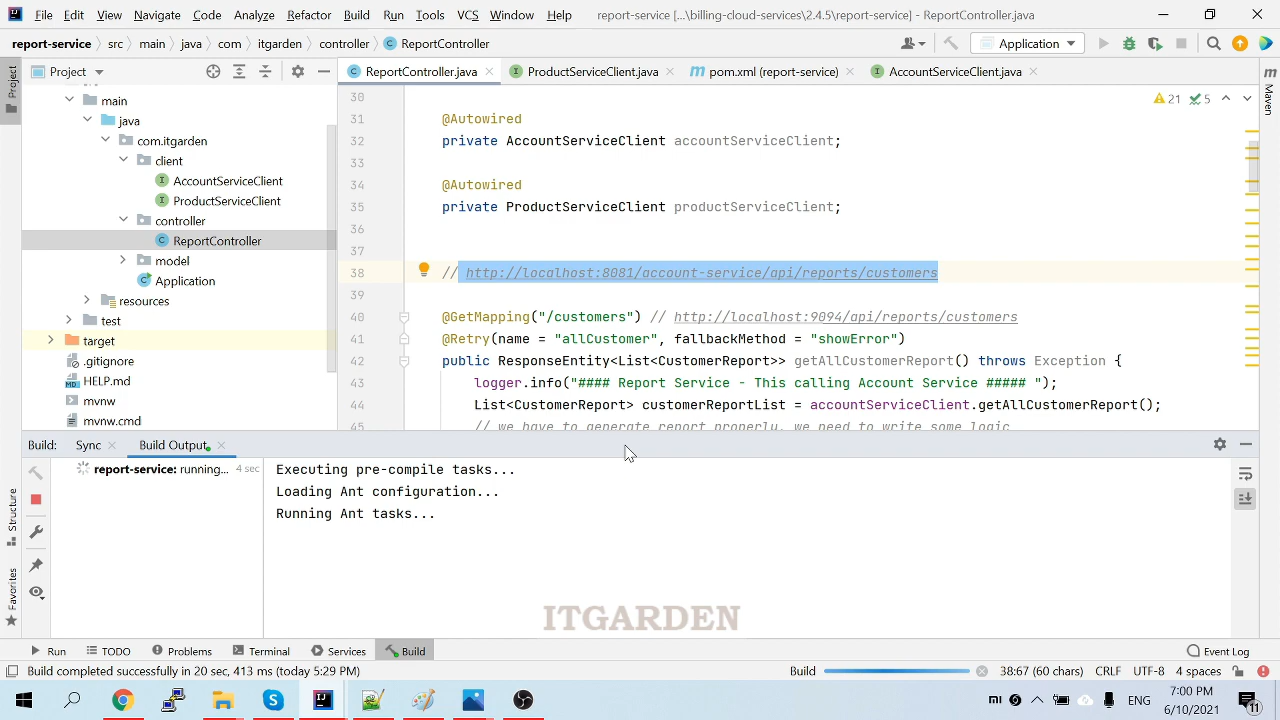 File Edit View Navigate Code Analyze Refactor Build Run Tools VCS Window Help report-service [...\billing-cloud-services\2.4.5\report-service] - ReportController.java
report-service src main java com itgarden controller ReportController Application
Project ReportController.java ProductServiceClient.java pom.xml (report-service) AccountServiceClient.java
Project
Maven
Structure
Favorites
main
java
com.itgarden
client
AccountServiceClient
ProductServiceClient
controller
ReportController
model
Application
resources
test
target
.gitignore
HELP.md
mvnw
mvnw.cmd
21 5
30
31 @Autowired
32 private AccountServiceClient accountServiceClient;
33
34 @Autowired
35 private ProductServiceClient productServiceClient;
36
37
38 // http://localhost:8081/account-service/api/reports/customers
39
40 @GetMapping("/customers") // http://localhost:9094/api/reports/customers
41 @Retry(name = "allCustomer", fallbackMethod = "showError")
42 public ResponseEntity<List<CustomerReport>> getAllCustomerReport() throws Exception {
43 logger.info("#### Report Service - This calling Account Service ##### ");
44 List<CustomerReport> customerReportList = accountServiceClient.getAllCustomerReport();
45 // we have to generate report properly, we need to write some logic
Build: Sync Build Output
report-service: running... 4 sec
Executing pre-compile tasks...
Loading Ant configuration...
Running Ant tasks...
ITGARDEN
Run TODO Problems Terminal Services Build Event Log
Build completed successfully in 20 sec, 413 ms (today 5:29 PM) Build 38:67 (60 chars) CRLF UTF-8 4 spaces
ENG 7:00 PM
6/10/2021
11